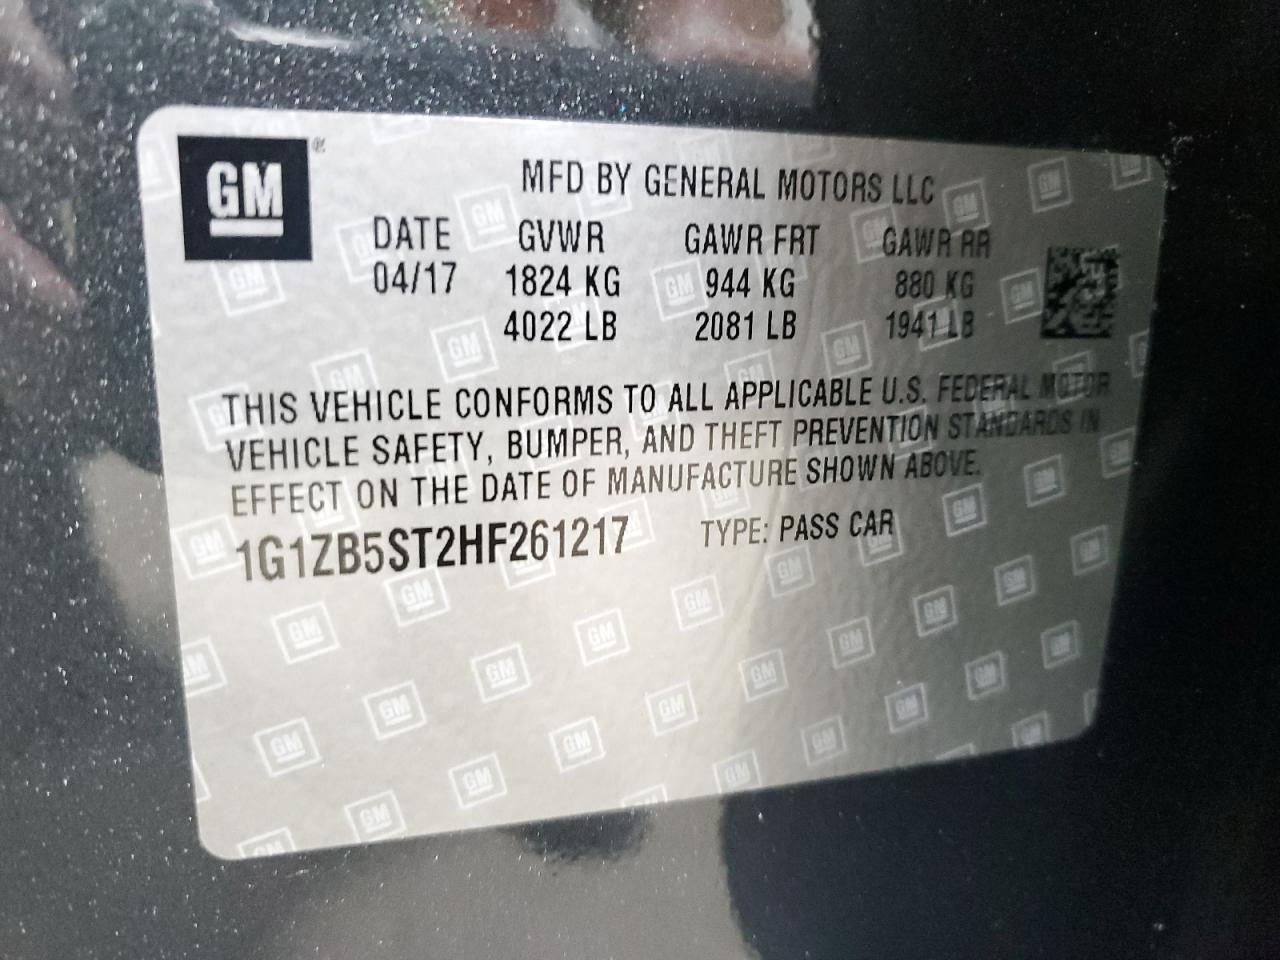 GM
MFD BY GENERAL MOTORS LLC
DATE GVWR GAWR FRT GAWR RR
04/17 1824 KG 944 KG 880 KG
4022 LB 2081 LB 1941 LB
THIS VEHICLE CONFORMS TO ALL APPLICABLE U.S. FEDERAL MOTOR
VEHICLE SAFETY, BUMPER, AND THEFT PREVENTION STANDARDS IN
EFFECT ON THE DATE OF MANUFACTURE SHOWN ABOVE.
1G1ZB5ST2HF261217 TYPE: PASS CAR